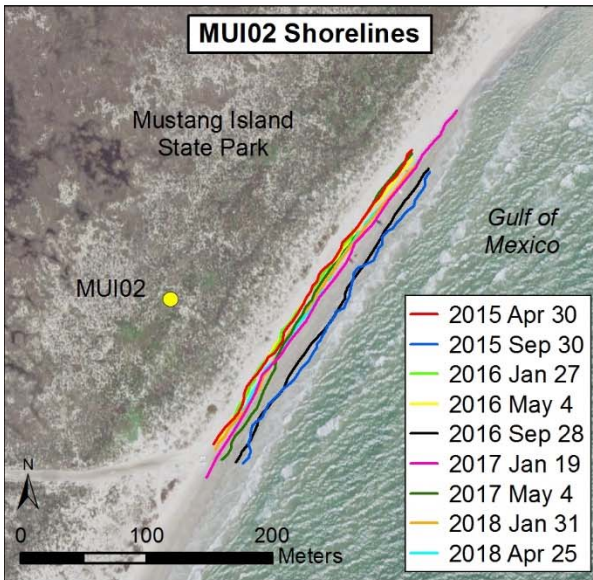 MUI02 Shorelines
Mustang Island
State Park
Gulf of
Mexico
MUI02
2015 Apr 30
2015 Sep 30
2016 Jan 27
2016 May 4
2016 Sep 28
2017 Jan 19
2017 May 4
2018 Jan 31
2018 Apr 25
N
0 100 200
Meters